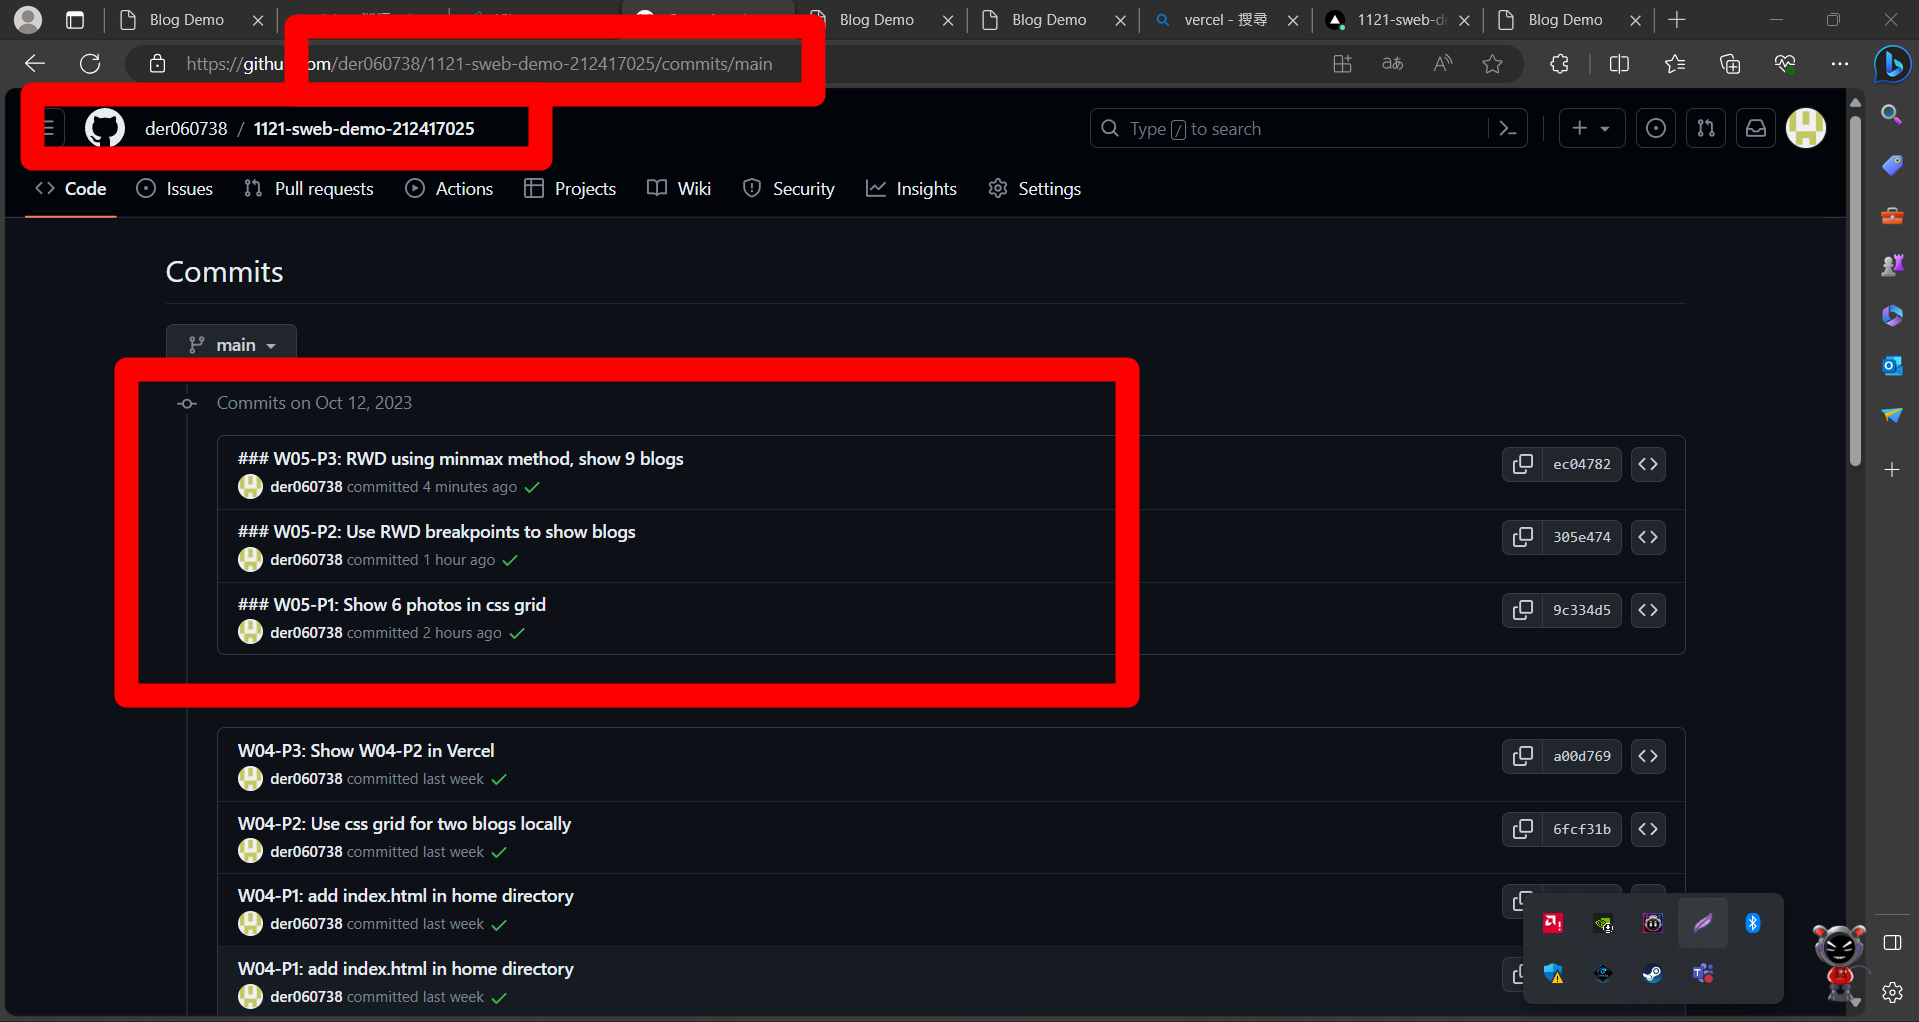 Blog Demo
Blog Demo
Blog Demo
vercel - 搜尋
1121-sweb-d
Blog Demo
https://githu om/der060738/1121-sweb-demo-212417025/commits/main
der060738 / 1121-sweb-demo-212417025
Type / to search
Code
Issues
Pull requests
Actions
Projects
Wiki
Security
Insights
Settings
Commits
main
Commits on Oct 12, 2023
### W05-P3: RWD using minmax method, show 9 blogs
ec04782
der060738 committed 4 minutes ago
### W05-P2: Use RWD breakpoints to show blogs
305e474
der060738 committed 1 hour ago
### W05-P1: Show 6 photos in css grid
9c334d5
der060738 committed 2 hours ago
W04-P3: Show W04-P2 in Vercel
a00d769
der060738 committed last week
W04-P2: Use css grid for two blogs locally
6fcf31b
der060738 committed last week
W04-P1: add index.html in home directory
der060738 committed last week
W04-P1: add index.html in home directory
der060738 committed last week